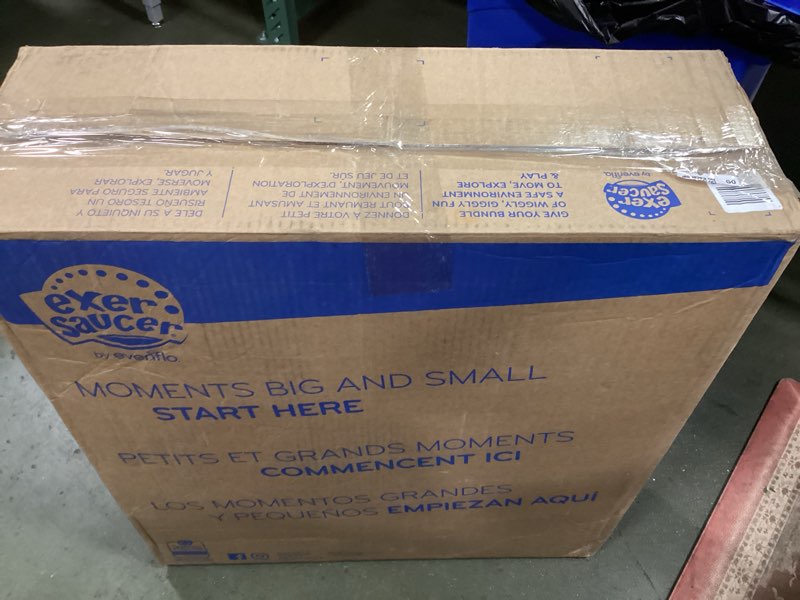 GIVE YOUR BUNDLE
OF WIGGLY, GIGGLY FUN
A SAFE ENVIRONMENT
TO MOVE, EXPLORE
& PLAY
DONNEZ À VOTRE PETIT
TOUT REMUANT ET AMUSANT
UN ENVIRONNEMENT DE
MOUVEMENT, D'EXPLORATION
ET DE JEU SÛR.
DELE A SU INQUIETO Y
RISUEÑO TESORO UN
AMBIENTE SEGURO PARA
MOVERSE, EXPLORAR
Y JUGAR.
exer
saucer
by evenflo.
exer
saucer
by evenflo.
MOMENTS BIG AND SMALL
START HERE
PETITS ET GRANDS MOMENTS
COMMENCENT ICI
LOS MOMENTOS GRANDES
Y PEQUEÑOS EMPIEZAN AQUÍ